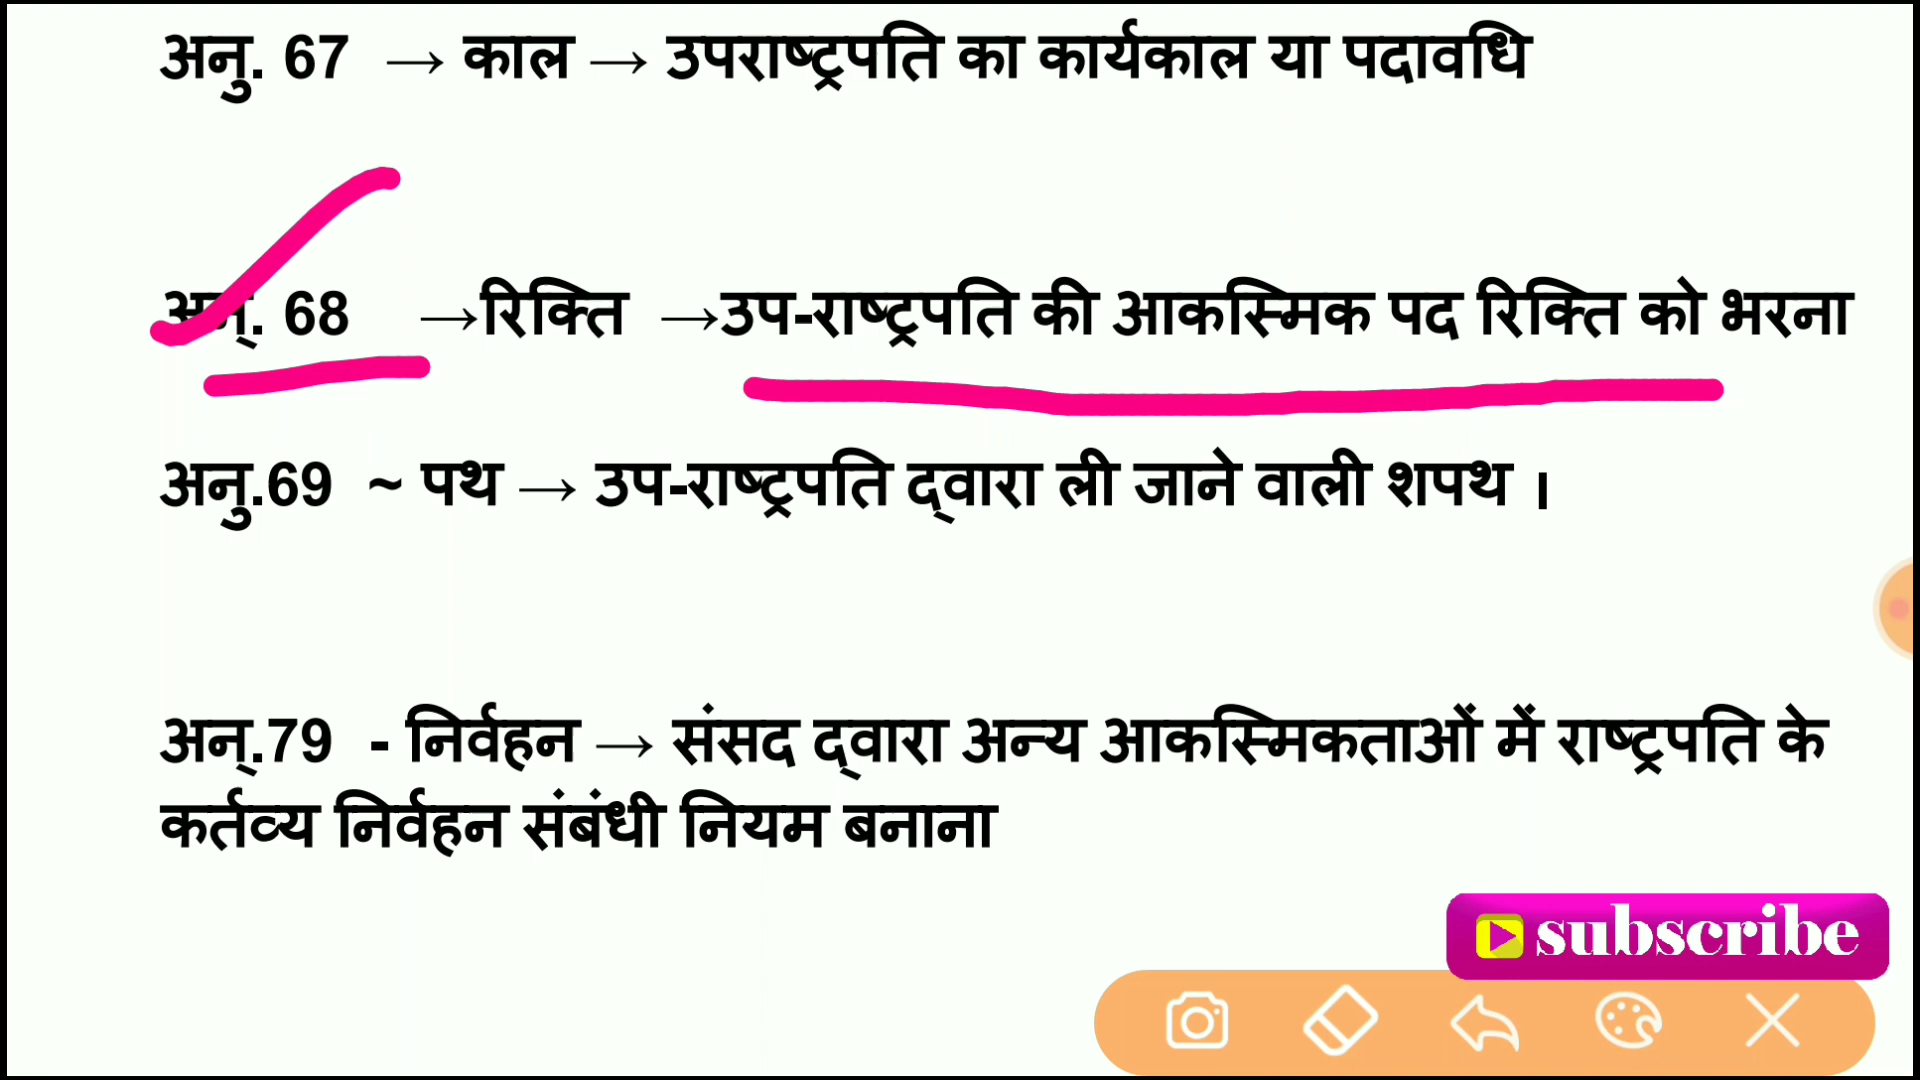 अनु. 67 → काल → उपराष्ट्रपति का कार्यकाल या पदावधि
अन्. 68 →रिक्ति →उप-राष्ट्रपति की आकस्मिक पद रिक्ति को भरना
अनु.69 ~ पथ → उप-राष्ट्रपति द्वारा ली जाने वाली शपथ ।
अन्.79 - निर्वहन → संसद द्वारा अन्य आकस्मिकताओं में राष्ट्रपति के
कर्तव्य निर्वहन संबंधी नियम बनाना
subscribe